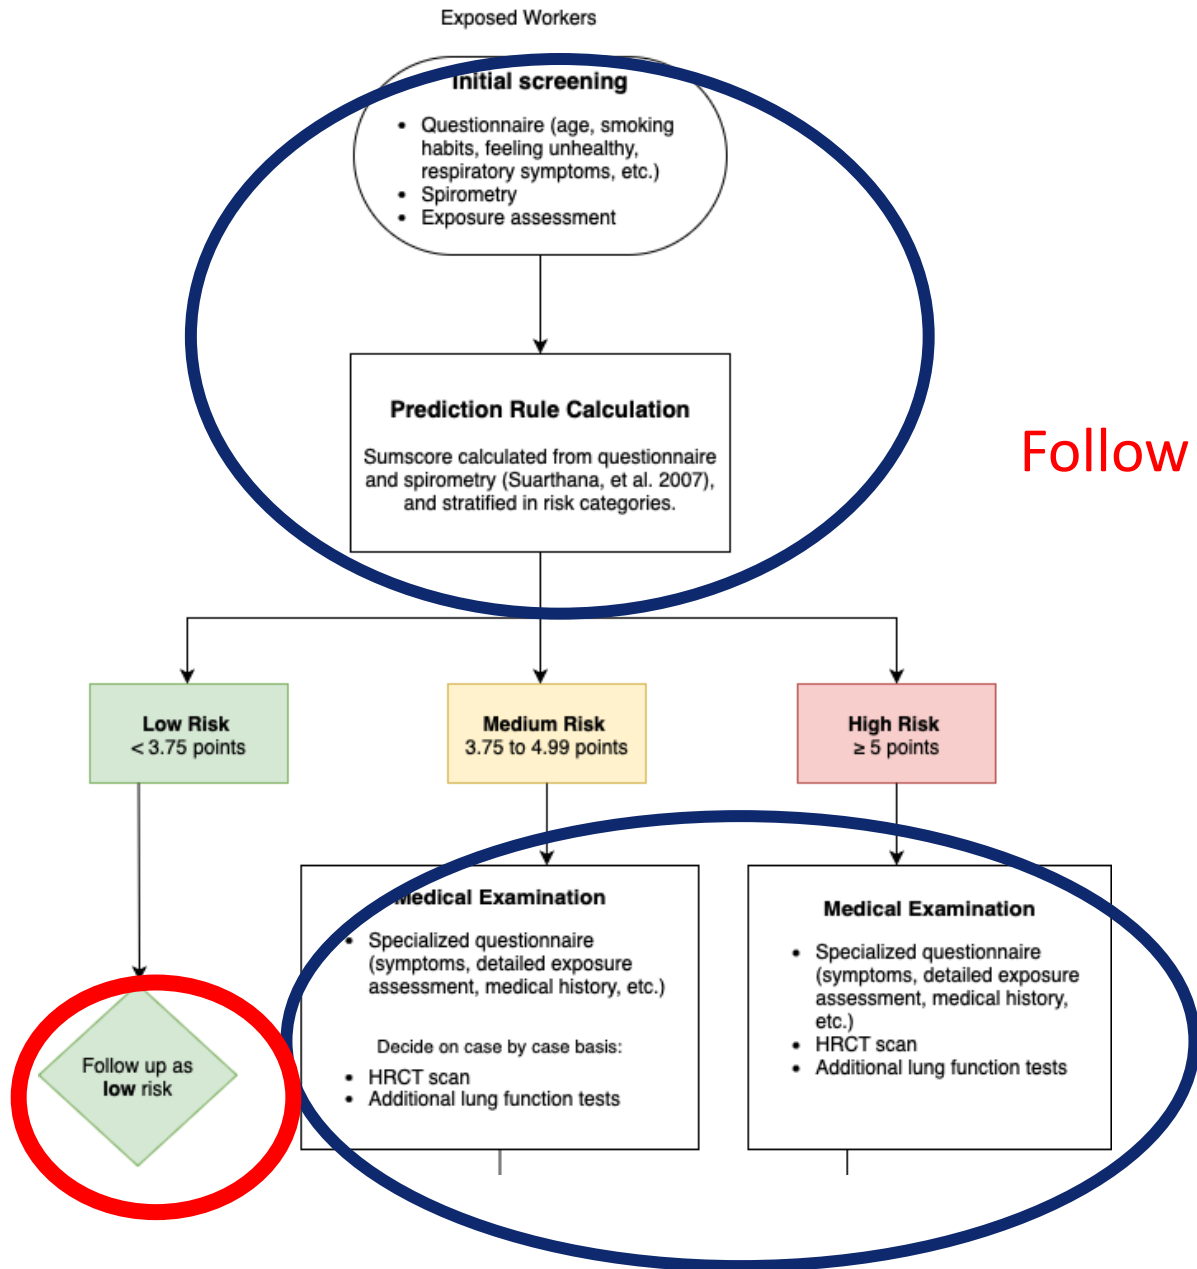 Exposed Workers
Initial screening
• Questionnaire (age, smoking
habits, feeling unhealthy,
respiratory symptoms, etc.)
• Spirometry
• Exposure assessment
Prediction Rule Calculation
Sumscore calculated from questionnaire
and spirometry (Suarthana, et al. 2007),
and stratified in risk categories.
Follow
Low Risk
< 3.75 points
Medium Risk
3.75 to 4.99 points
High Risk
≥ 5 points
Follow up as
low risk
Medical Examination
• Specialized questionnaire
(symptoms, detailed exposure
assessment, medical history, etc.)
Decide on case by case basis:
• HRCT scan
• Additional lung function tests
Medical Examination
• Specialized questionnaire
(symptoms, detailed exposure
assessment, medical history,
etc.)
• HRCT scan
• Additional lung function tests